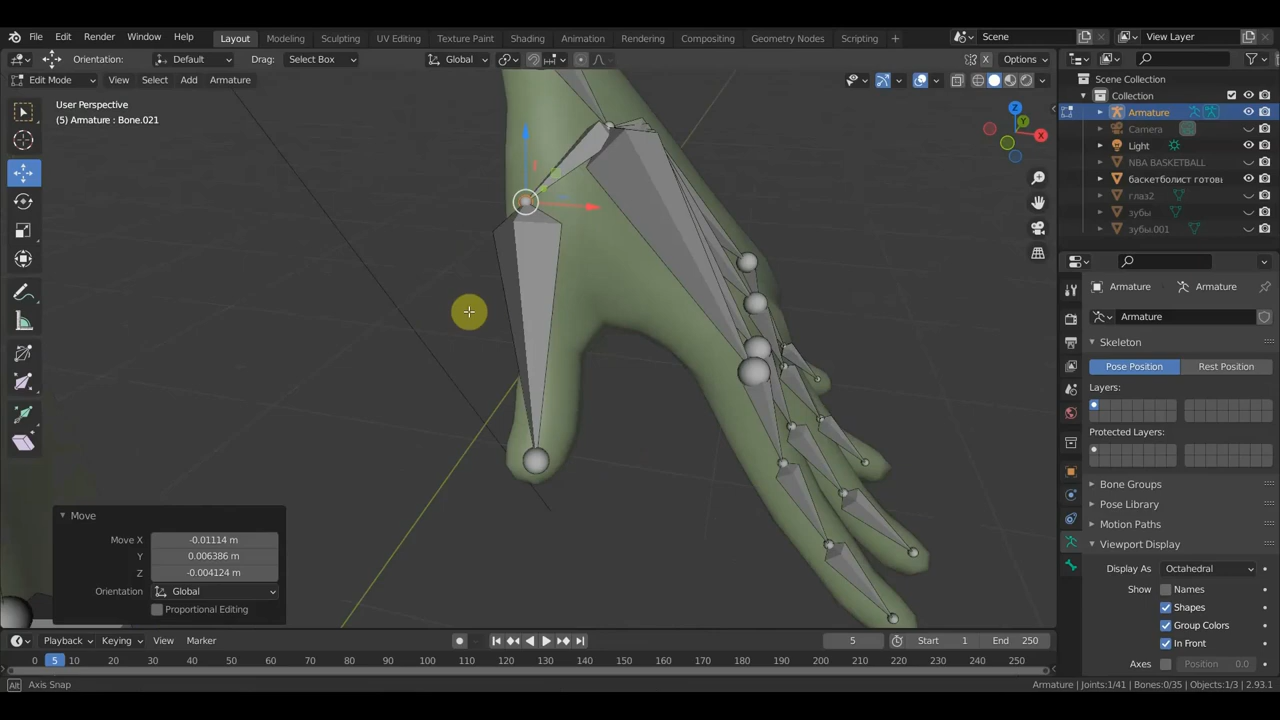 File Edit Render Window Help Layout Modeling Sculpting UV Editing Texture Paint Shading Animation Rendering Compositing Geometry Nodes Scripting Scene View Layer
Orientation: Default Drag: Select Box Global X Options
Edit Mode View Select Add Armature
User Perspective
(5) Armature : Bone.021
Z
Y
X
Scene Collection
Collection
Armature
Camera
Light
NBA BASKETBALL
баскетболист готовь
глаз2
зубы
зубы.001
Armature Armature
Armature
Skeleton
Pose Position Rest Position
Layers:
Protected Layers:
Bone Groups
Pose Library
Motion Paths
Viewport Display
Display As Octahedral
Show Names
Shapes
Group Colors
In Front
Axes Position 0.0
Move
Move X -0.01114 m
Y 0.006386 m
Z -0.004124 m
Orientation Global
Proportional Editing
Playback Keying View Marker 5 Start 1 End 250
0 5 10 20 30 40 50 60 70 80 90 100 110 120 130 140 150 160 170 180 190 200 210 220 230 240 250
Alt Axis Snap Armature | Joints:1/41 | Bones:0/35 | Objects:1/3 | 2.93.1